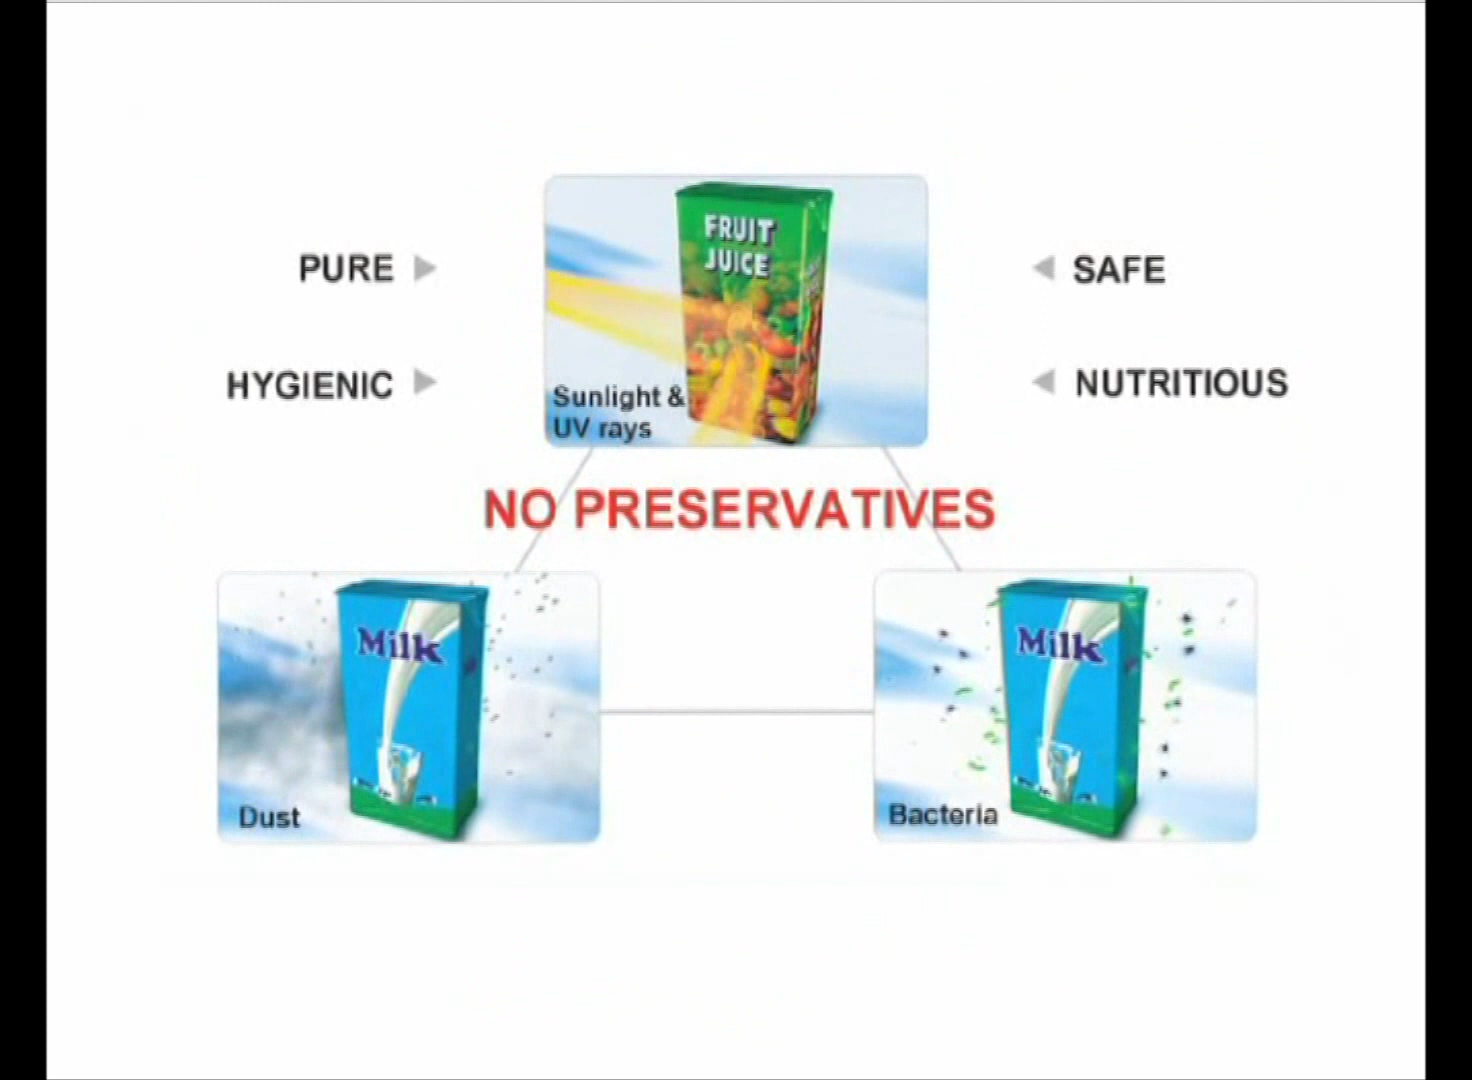 FRUIT
JUICE
PURE
SAFE
HYGIENIC
NUTRITIOUS
Sunlight &
UV rays
NO PRESERVATIVES
Milk
Milk
Dust
Bacteria